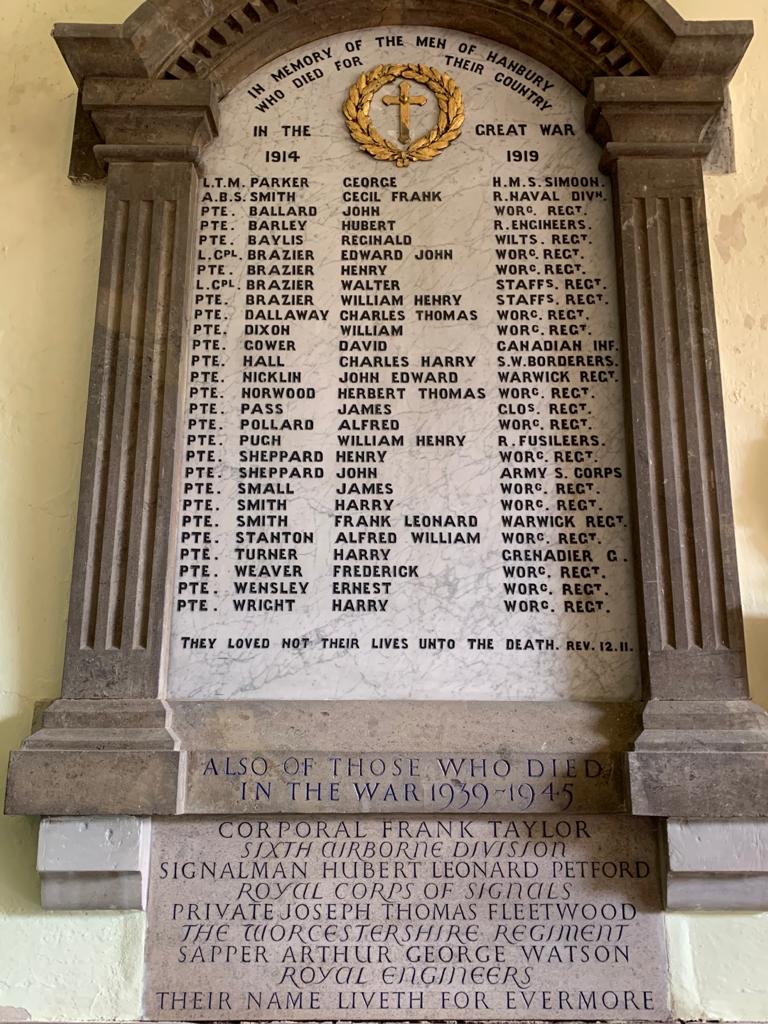 IN MEMORY OF THE MEN OF HANBURY
WHO DIED FOR THEIR COUNTRY
IN THE GREAT WAR
1914 1919
L.T.M. PARKER GEORGE H.M.S. SIMOON.
A.B.S. SMITH CECIL FRANK R. NAVAL DIVN.
PTE. BALLARD JOHN WORC. REGT.
PTE. BARLEY HUBERT R. ENGINEERS.
PTE. BAYLIS REGINALD WILTS. REGT.
L.CPL. BRAZIER EDWARD JOHN WORC. REGT.
PTE. BRAZIER HENRY WORC. REGT.
L.CPL. BRAZIER WALTER STAFFS. REGT.
PTE. BRAZIER WILLIAM HENRY STAFFS. REGT.
PTE. DALLAWAY CHARLES THOMAS WORC. REGT.
PTE. DIXON WILLIAM WORC. REGT.
PTE. GOWER DAVID CANADIAN INF.
PTE. HALL CHARLES HARRY S.W.BORDERERS.
PTE. NICKLIN JOHN EDWARD WARWICK REGT.
PTE. NORWOOD HERBERT THOMAS WORC. REGT.
PTE. PASS JAMES GLOS. REGT.
PTE. POLLARD ALFRED WORC. REGT.
PTE. PUGH WILLIAM HENRY R. FUSILEERS.
PTE. SHEPPARD HENRY WORC. REGT.
PTE. SHEPPARD JOHN ARMY S. CORPS
PTE. SMALL JAMES WORC. REGT.
PTE. SMITH HARRY WORC. REGT.
PTE. SMITH FRANK LEONARD WARWICK REGT.
PTE. STANTON ALFRED WILLIAM WORC. REGT.
PTE. TURNER HARRY GRENADIER G.
PTE. WEAVER FREDERICK WORC. REGT.
PTE. WENSLEY ERNEST WORC. REGT.
PTE. WRIGHT HARRY WORC. REGT.
THEY LOVED NOT THEIR LIVES UNTO THE DEATH. REV. 12.11.
ALSO OF THOSE WHO DIED
IN THE WAR 1939-1945
CORPORAL FRANK TAYLOR
SIXTH AIRBORNE DIVISION
SIGNALMAN HUBERT LEONARD PETFORD
ROYAL CORPS OF SIGNALS
PRIVATE JOSEPH THOMAS FLEETWOOD
THE WORCESTERSHIRE REGIMENT
SAPPER ARTHUR GEORGE WATSON
ROYAL ENGINEERS
THEIR NAME LIVETH FOR EVERMORE